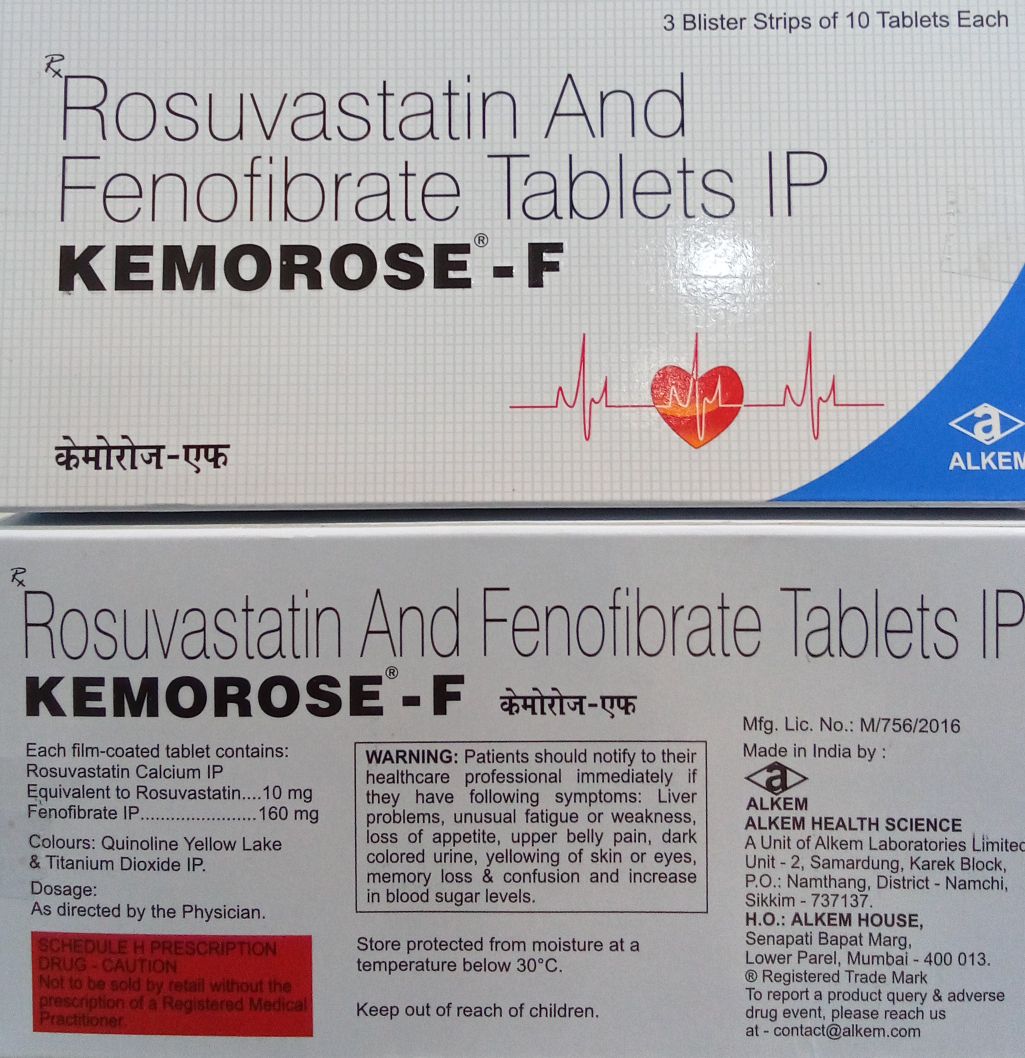 3 Blister Strips of 10 Tablets Each
Rx
Rosuvastatin And
Fenofibrate Tablets IP
KEMOROSE® - F
केमोरोज-एफ
a
ALKEM
Rx
Rosuvastatin And Fenofibrate Tablets IP
KEMOROSE® - F केमोरोज-एफ
Each film-coated tablet contains:
Rosuvastatin Calcium IP
Equivalent to Rosuvastatin....10 mg
Fenofibrate IP.......................160 mg
Colours: Quinoline Yellow Lake
& Titanium Dioxide IP.
Dosage:
As directed by the Physician.
SCHEDULE H PRESCRIPTION
DRUG - CAUTION
Not to be sold by retail without the
prescription of a Registered Medical
Practitioner.
WARNING: Patients should notify to their
healthcare professional immediately if
they have following symptoms: Liver
problems, unusual fatigue or weakness,
loss of appetite, upper belly pain, dark
colored urine, yellowing of skin or eyes,
memory loss & confusion and increase
in blood sugar levels.
Store protected from moisture at a
temperature below 30°C.
Keep out of reach of children.
Mfg. Lic. No.: M/756/2016
Made in India by :
a
ALKEM
ALKEM HEALTH SCIENCE
A Unit of Alkem Laboratories Limited
Unit - 2, Samardung, Karek Block,
P.O.: Namthang, District - Namchi,
Sikkim - 737137.
H.O.: ALKEM HOUSE,
Senapati Bapat Marg,
Lower Parel, Mumbai - 400 013.
® Registered Trade Mark
To report a product query & adverse
drug event, please reach us
at - contact@alkem.com